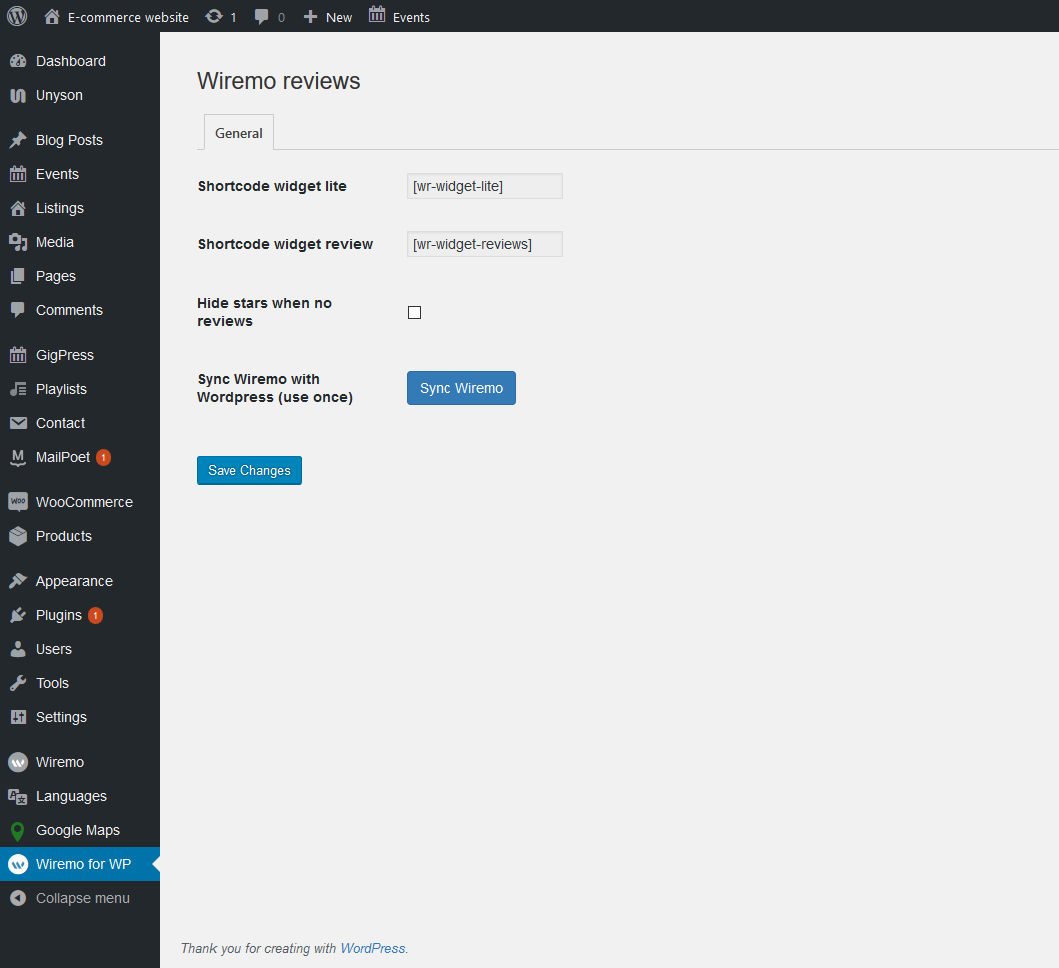 E-commerce website 1 0 New Events
Dashboard
Unyson
Blog Posts
Events
Listings
Media
Pages
Comments
GigPress
Playlists
Contact
MailPoet 1
WooCommerce
Products
Appearance
Plugins 1
Users
Tools
Settings
Wiremo
Languages
Google Maps
Wiremo for WP
Collapse menu
Wiremo reviews
General
Shortcode widget lite [wr-widget-lite]
Shortcode widget review [wr-widget-reviews]
Hide stars when no
reviews
Sync Wiremo with
Wordpress (use once)
Sync Wiremo
Save Changes
Thank you for creating with WordPress.